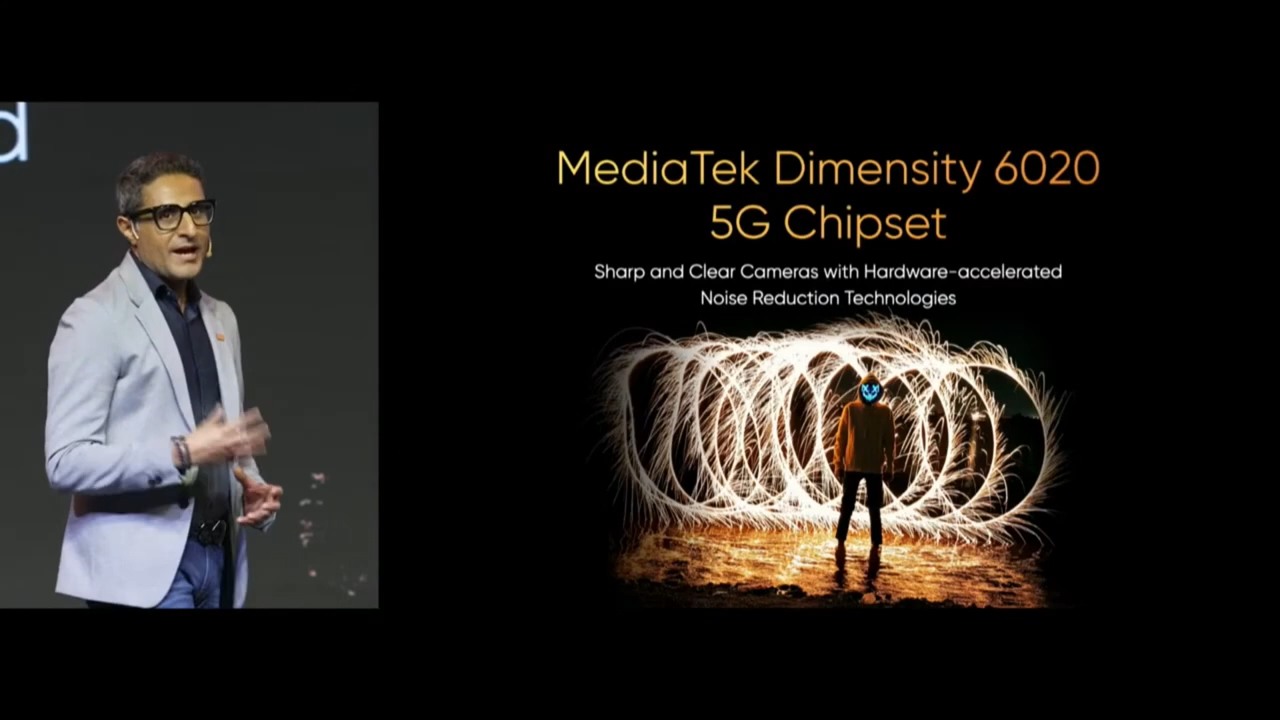 d
MediaTek Dimensity 6020
5G Chipset
Sharp and Clear Cameras with Hardware-accelerated
Noise Reduction Technologies